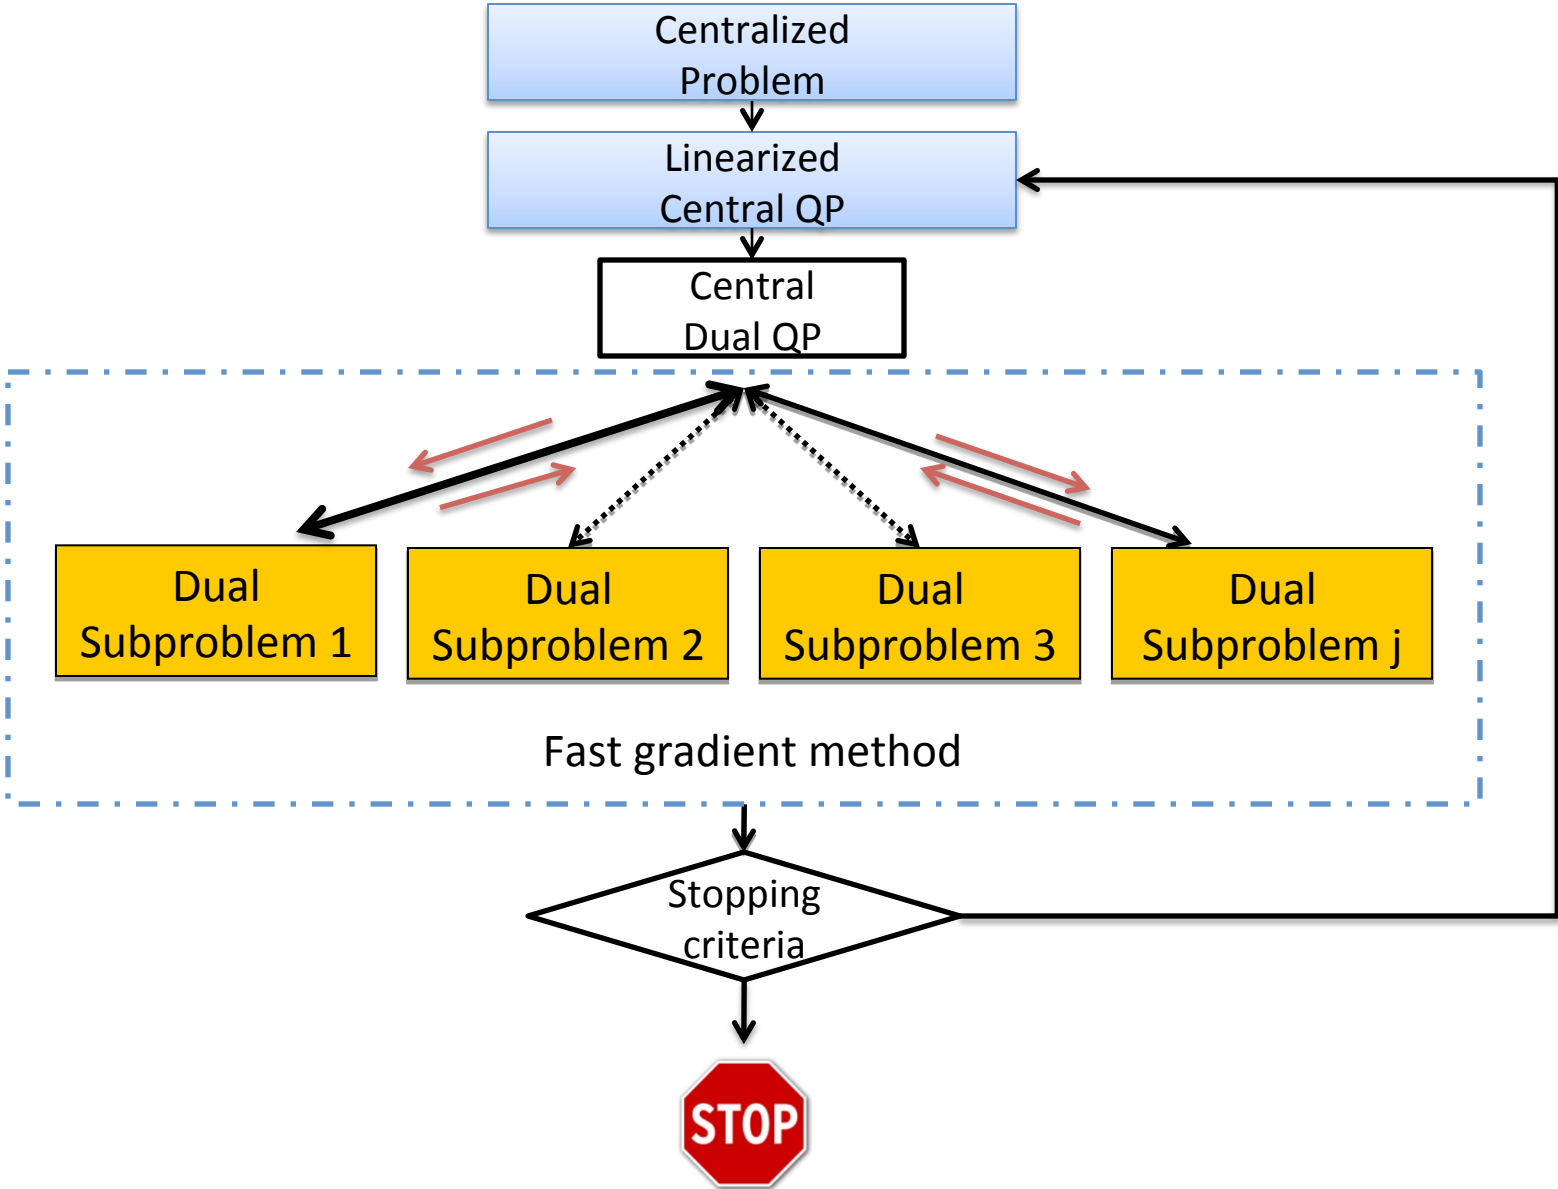 Centralized
Problem
Linearized
Central QP
Central
Dual QP
Dual
Subproblem 1
Dual
Subproblem 2
Dual
Subproblem 3
Dual
Subproblem j
Fast gradient method
Stopping
criteria
STOP